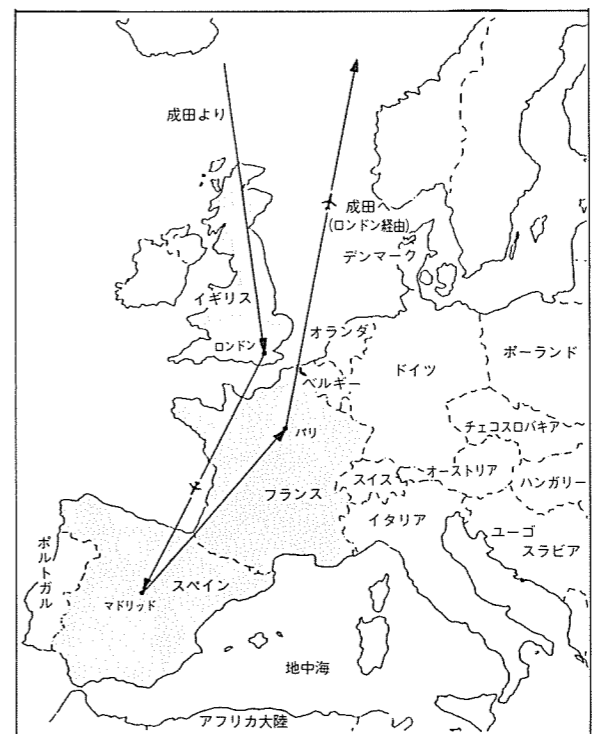 成田より
成田へ
(ロンドン経由)
デンマーク
イギリス
オランダ
ロンドン
ポーランド
ドイツ
ベルギー
チェコスロバキア
パリ
オーストリア
スイス
ハンガリー
フランス
イタリア
ユーゴ
スラビア
ポルトガル
スペイン
マドリッド
地中海
アフリカ大陸